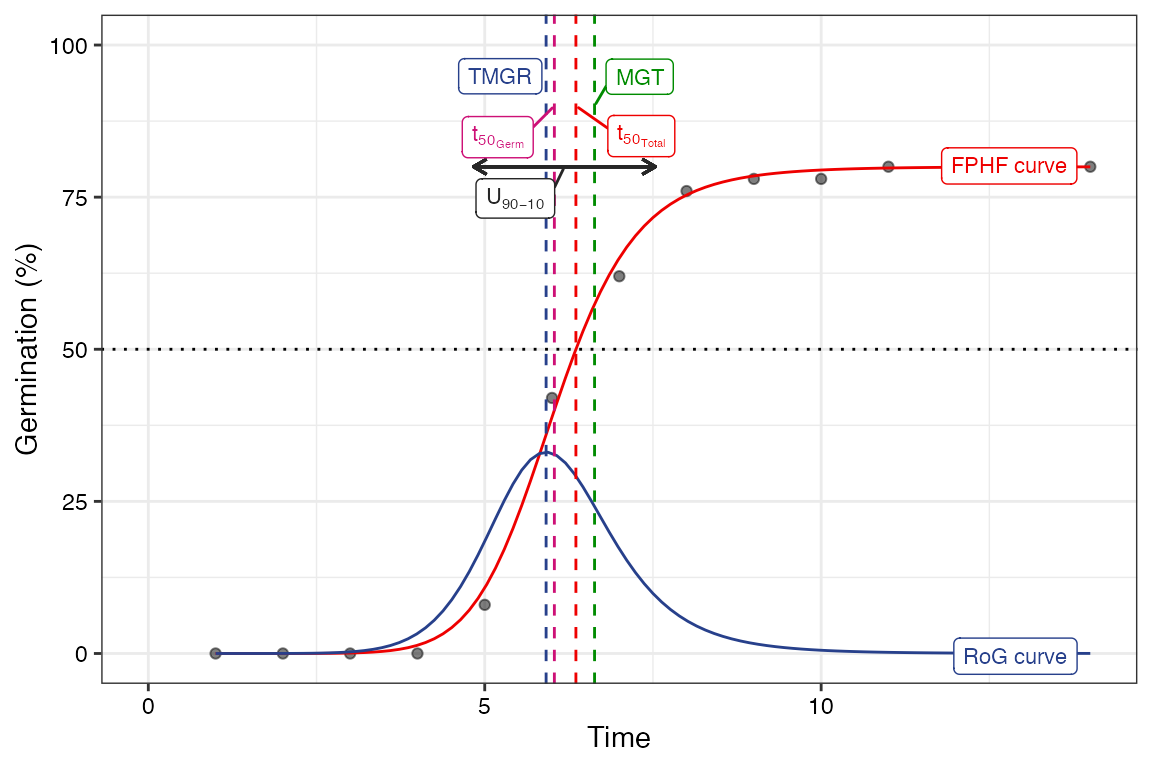 100
TMGR
MGT
t50Germ
t50Total
FPHF curve
U90−10
75
Germination (%)
50
25
RoG curve
0
0
5
10
Time